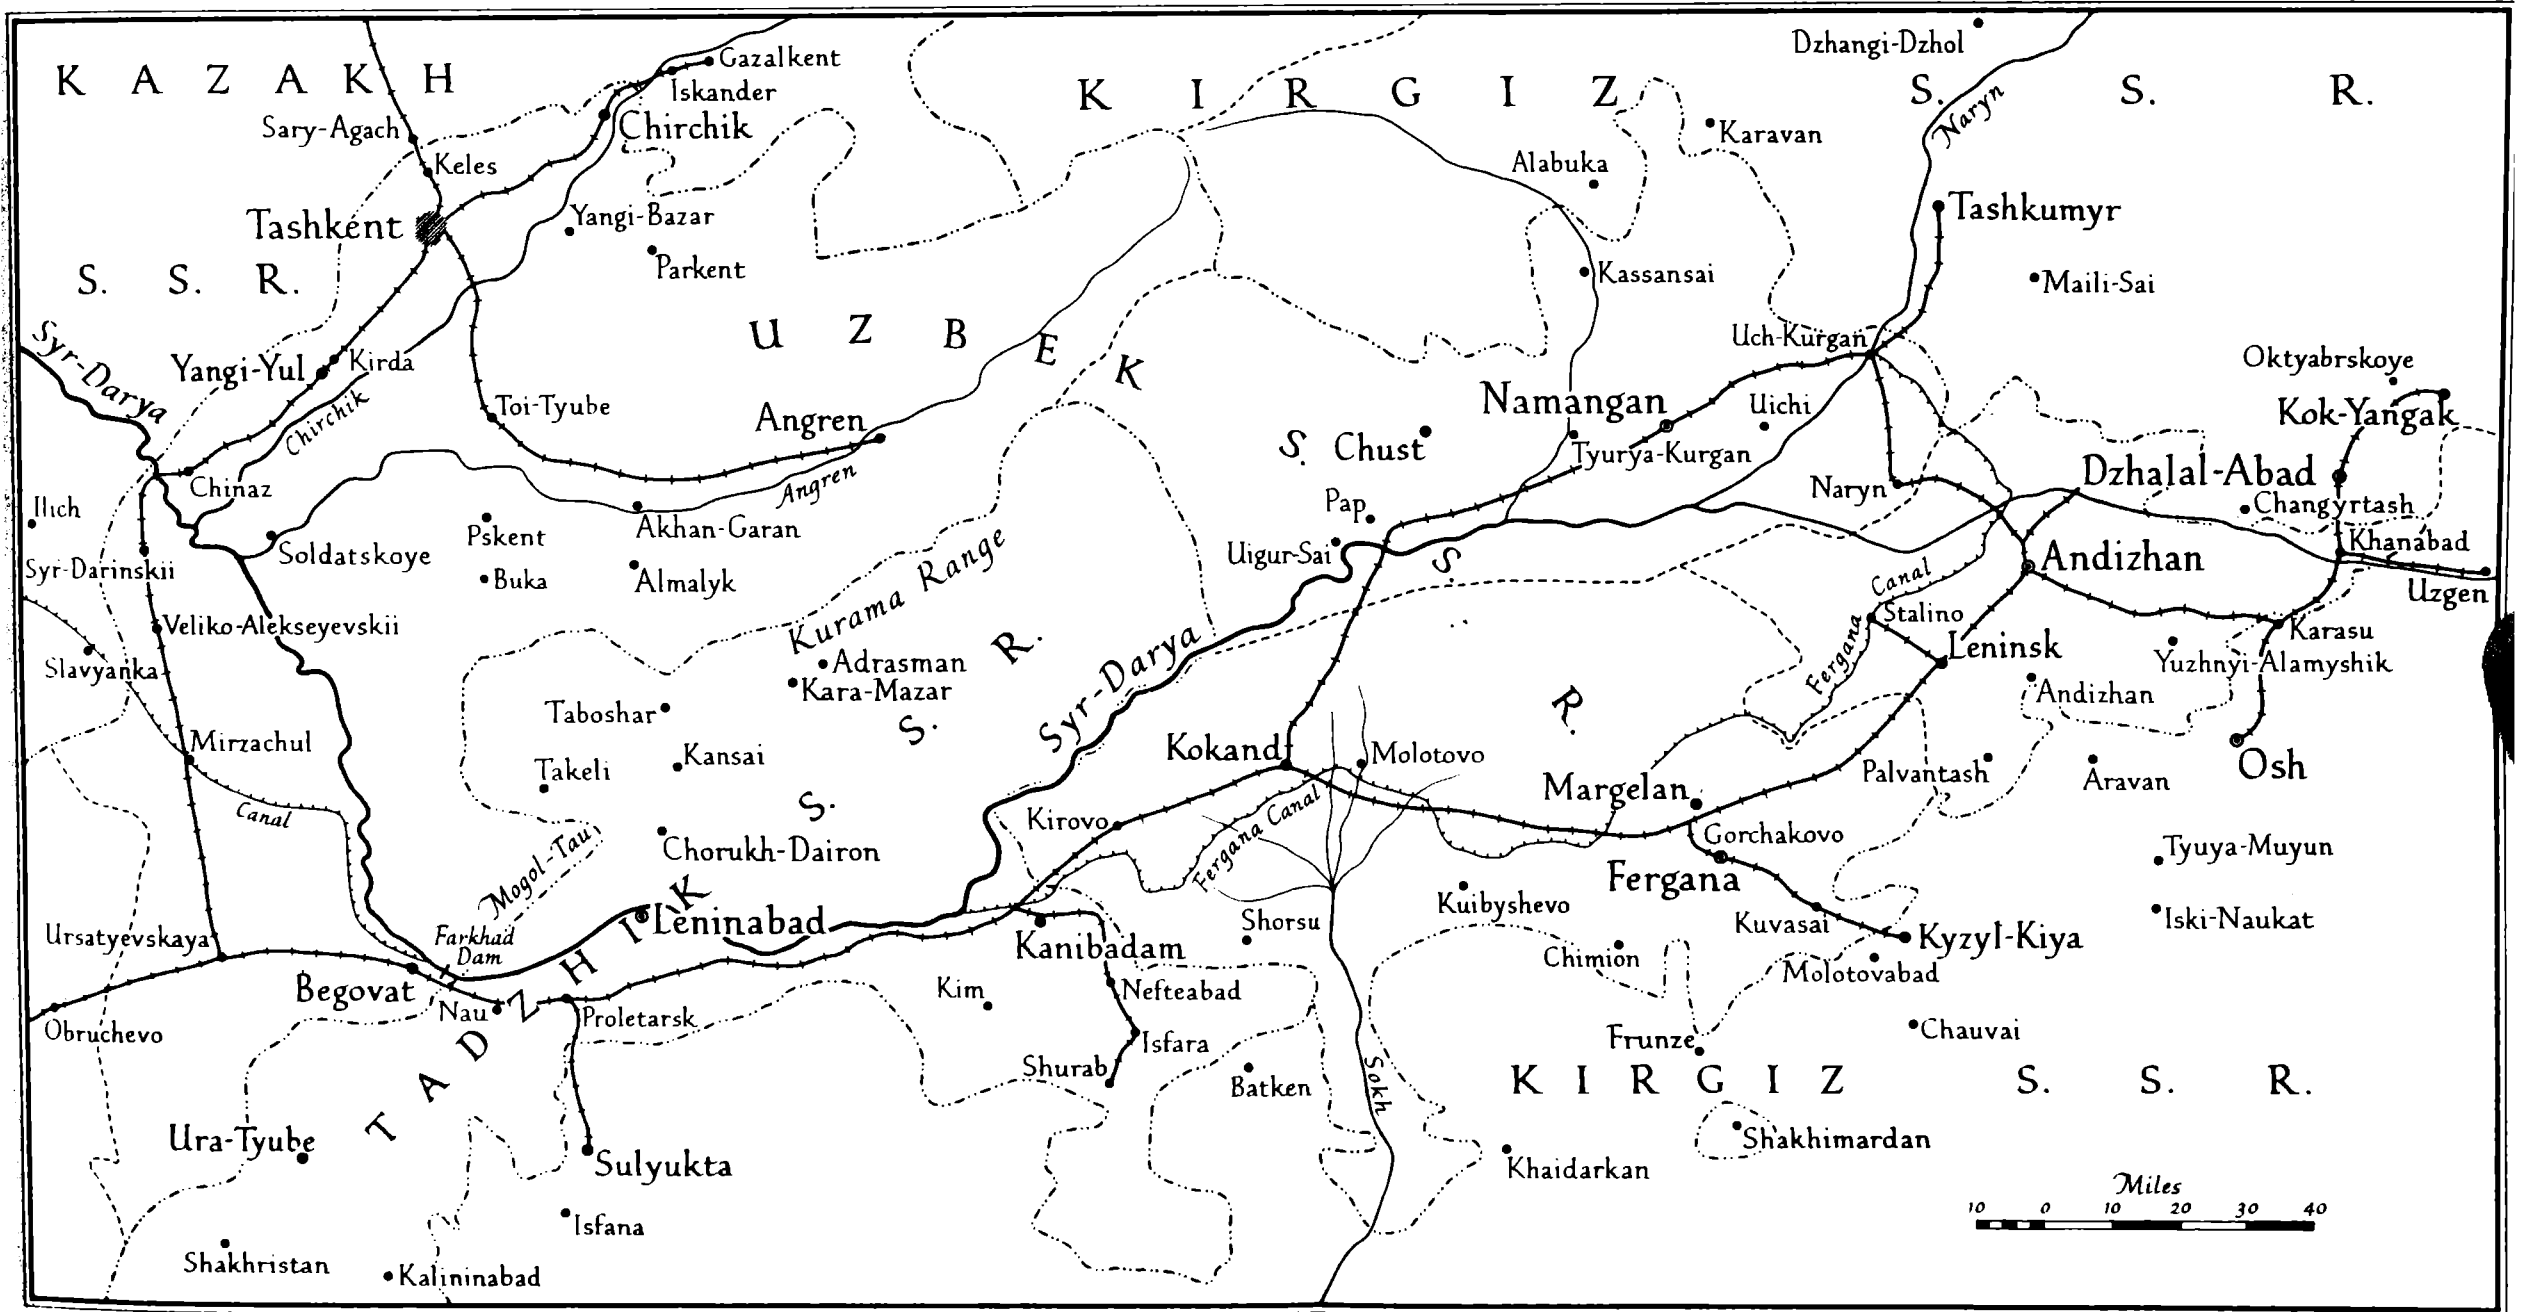 KAZAKH
S. S. R.
KIRGIZ S. S. R.
Dzhangi-Dzhol
Gazalkent
Iskander
Chirchik
Sary-Agach
Keles
Naryn
Karavan
Alabuka
Tashkent
Yangi-Bazar
Parkent
Tashkumyr
Kassansai
Maili-Sai
UZBEK
S. S. R.
Syr-Darya
Yangi-Yul
Kirda
Chirchik
Uch-Kurgan
Oktyabrskoye
Kok-Yangak
Toi-Tyube
Angren
Angren
Namangan
Uichi
Chust
Tyurya-Kurgan
Dzhalal-Abad
Naryn
Changyrtash
Chinaz
Ilich
Pap
Uigur-Sai
Akhan-Garan
Pskent
Soldatskoye
Syr-Darinskii
Buka
Almalyk
Kurama Range
Andizhan
Khanabad
Uzgen
Canal
Stalino
Fergana
Leninsk
Karasu
Yuzhnyi-Alamyshik
Veliko-Alekseyevskii
Slavyanka
Adrasman
Kara-Mazar
Syr-Darya
Andizhan
Taboshar
Kansai
Takeli
Mirzachul
Canal
Kokand
Molotovo
Margelan
Palvantash
Aravan
Osh
Kirovo
Fergana Canal
Gorchakovo
Fergana
Tyuya-Muyun
Chorukh-Dairon
Mogol-Tau
Leninabad
Farkhad
Dam
Kanibadam
Shorsu
Kuibyshevo
Kuvasai
Kyzyl-Kiya
Iski-Naukat
Ursatyevskaya
Begovat
Nau
Proletarsk
Kim
Nefteabad
Chimion
Molotovabad
Obruchevo
Isfara
Shurab
Batken
Sokh
Frunze
Chauvai
TADZHIK
S. S. R.
KIRGIZ S. S. R.
Ura-Tyube
Sulyukta
Shakhimardan
Khaidarkan
Isfana
Shakhristan
Kalininabad
Miles
10 0 10 20 30 40